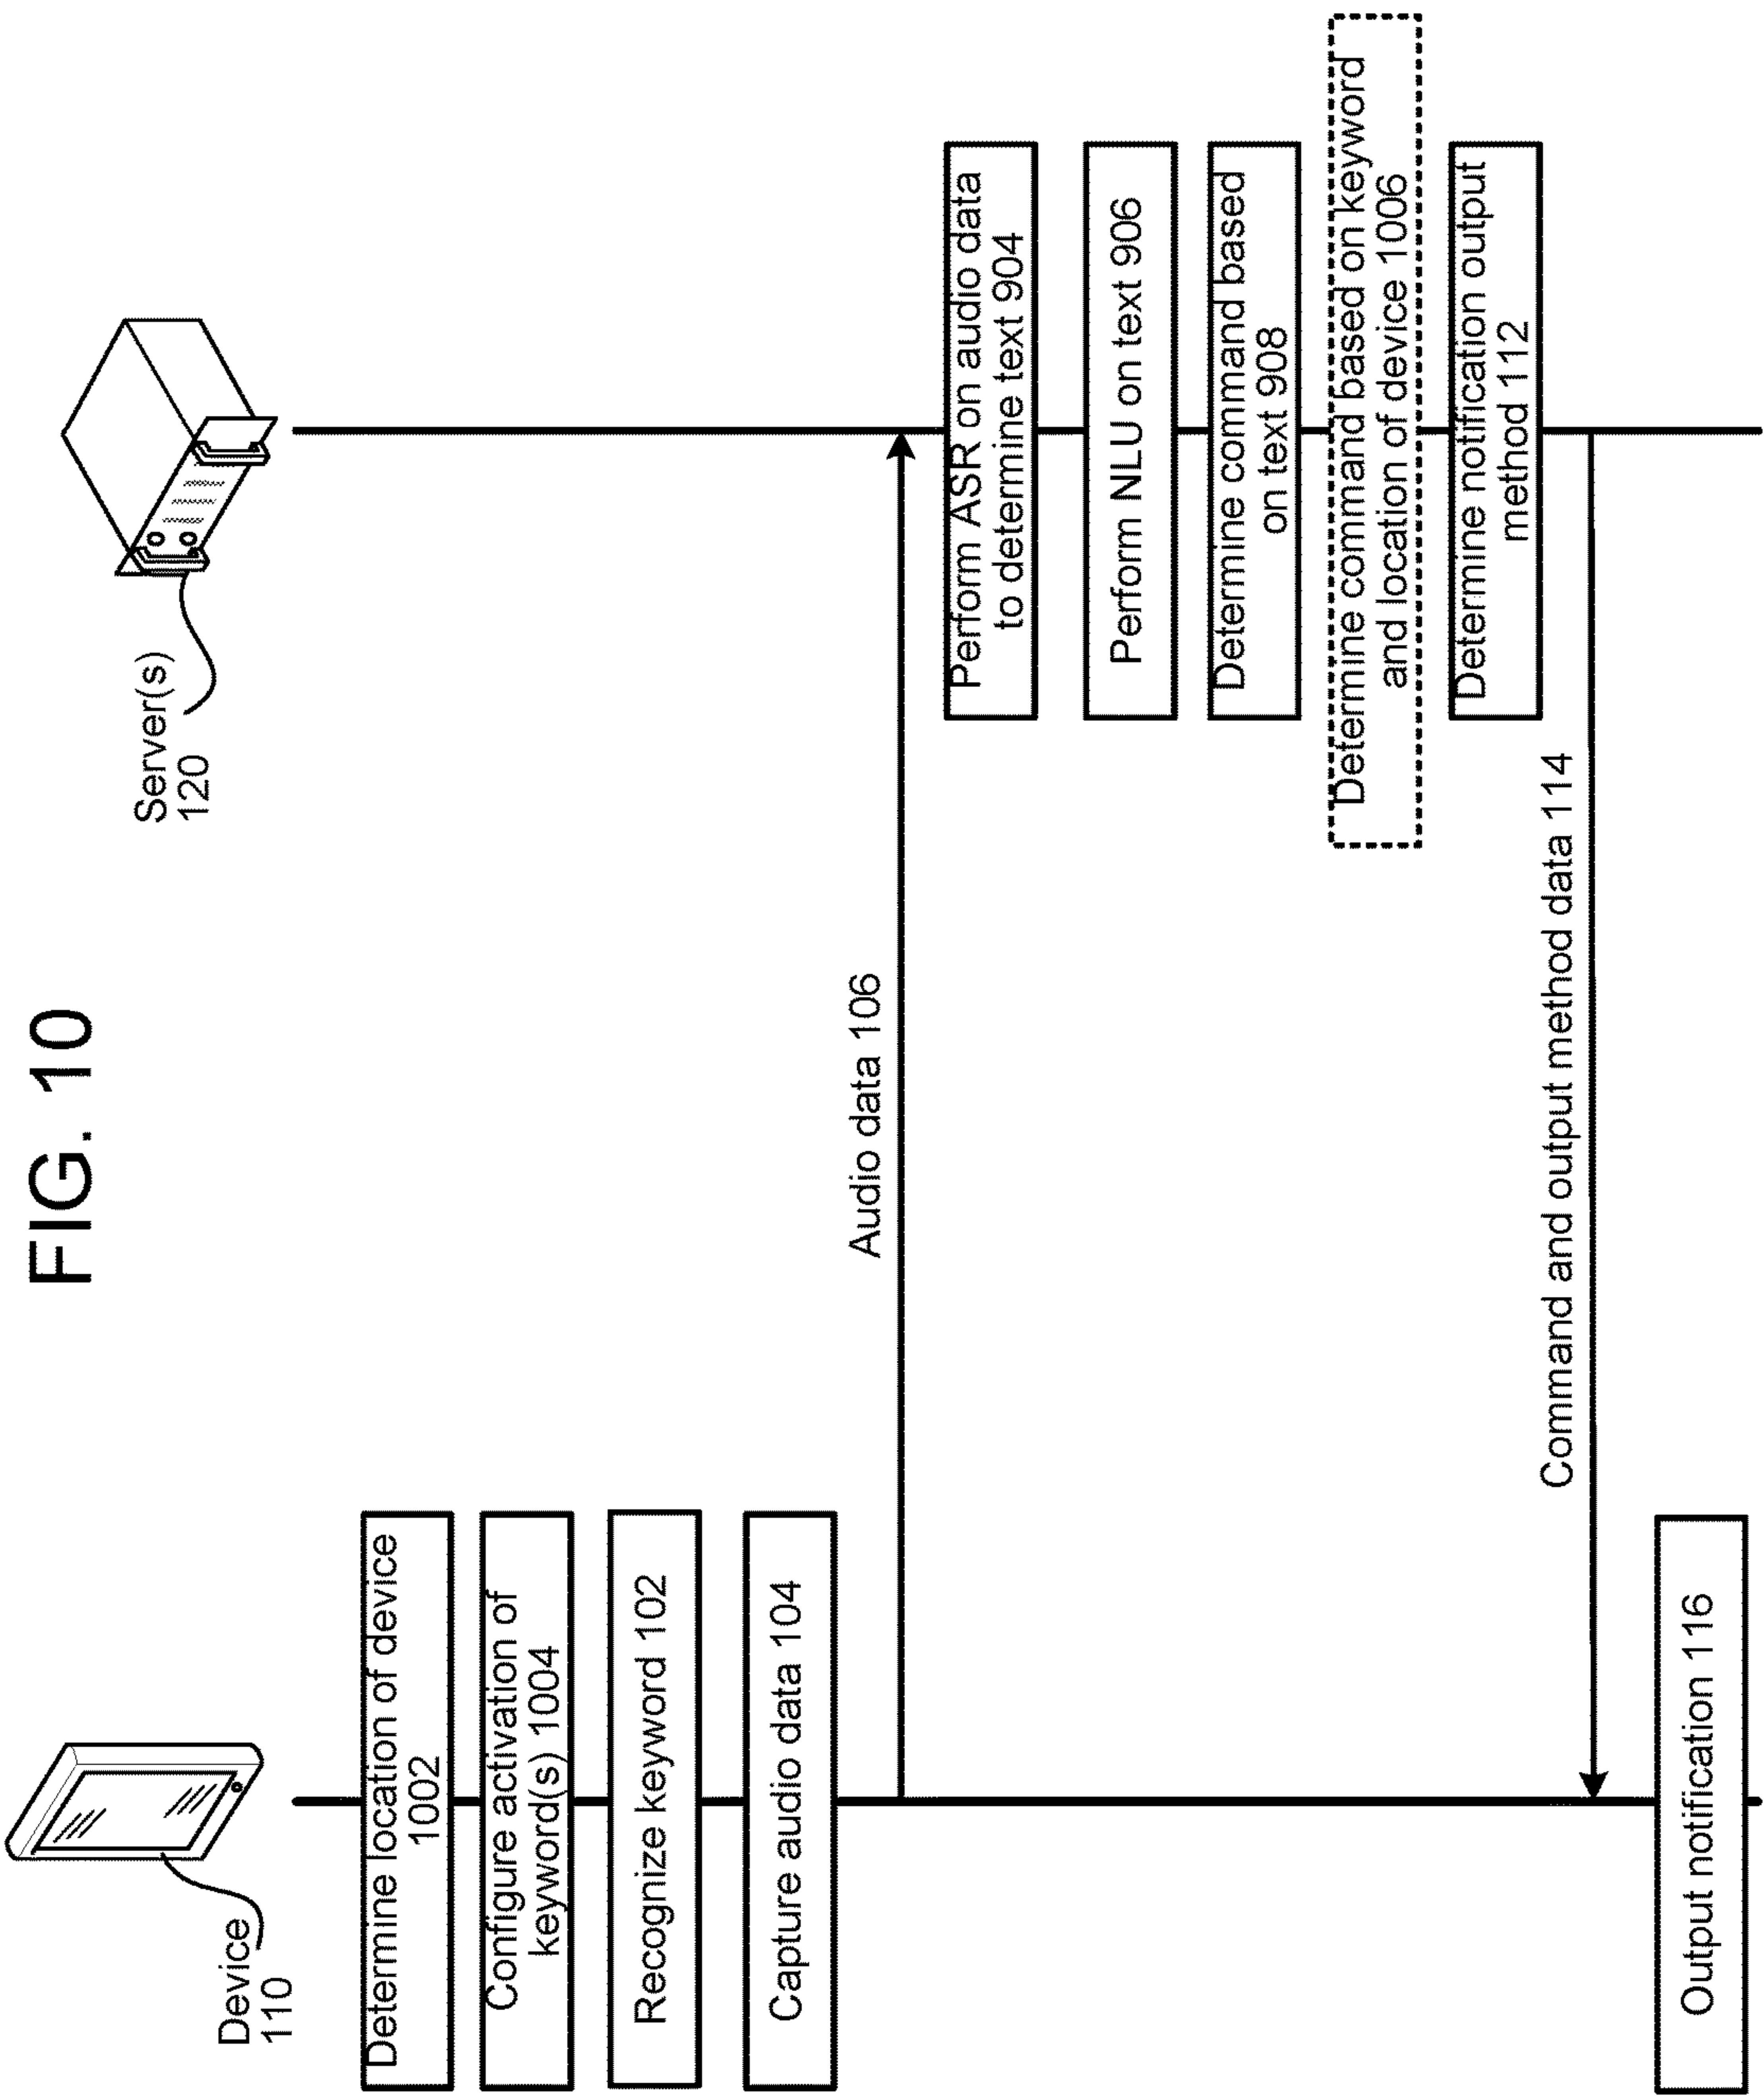 FIG. 10
Device
110
Server(s)
120
Determine location of device
1002
Configure activation of
keyword(s) 1004
Recognize keyword 102
Capture audio data 104
Audio data 106
Perform ASR on audio data
to determine text 904
Perform NLU on text 906
Determine command based
on text 908
Determine command based on keyword
and location of device 1006
Determine notification output
method 112
Command and output method data 114
Output notification 116